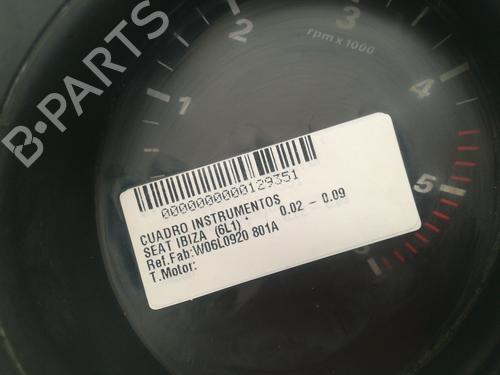 B-PARTS
1
2
3
4
5
6
rpm x 1000
0000000000129351
CUADRO INSTRUMENTOS
SEAT IBIZA (6L1) * 0.02 - 0.09
Ref.Fab:W06L0920 801A
T.Motor: